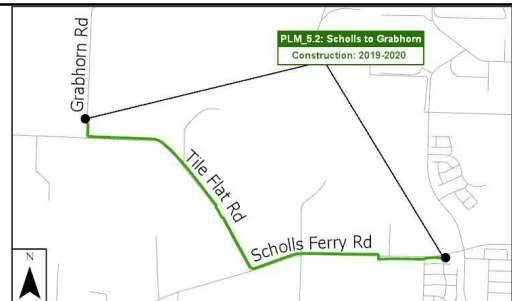 PLM_5.2: Scholls to Grabhorn
Construction: 2019-2020
Grabhorn Rd
Tile Flat Rd
Scholls Ferry Rd
N